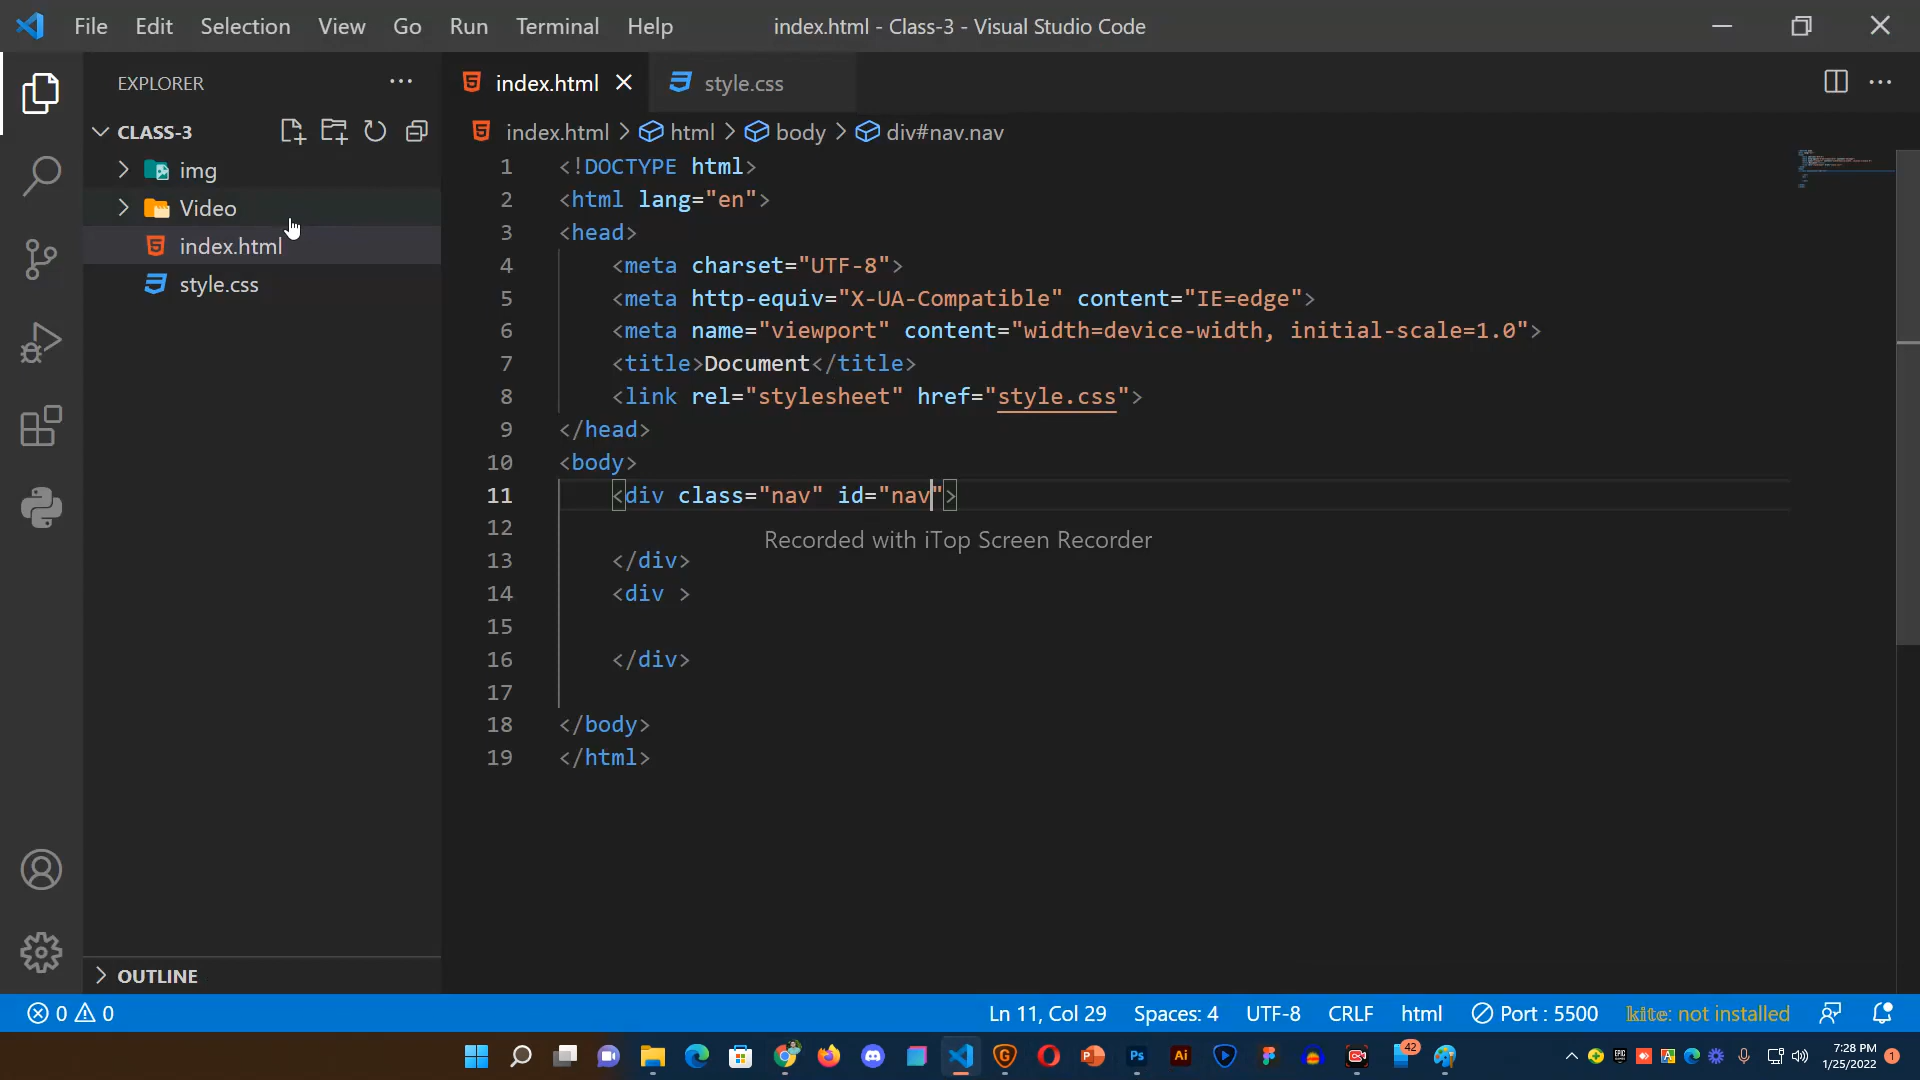 File Edit Selection View Go Run Terminal Help
index.html - Class-3 - Visual Studio Code
EXPLORER
CLASS-3
img
Video
index.html
style.css
OUTLINE
index.html
style.css
index.html > html > body > div#nav.nav
1 <!DOCTYPE html>
2 <html lang="en">
3 <head>
4 <meta charset="UTF-8">
5 <meta http-equiv="X-UA-Compatible" content="IE=edge">
6 <meta name="viewport" content="width=device-width, initial-scale=1.0">
7 <title>Document</title>
8 <link rel="stylesheet" href="style.css">
9 </head>
10 <body>
11 <div class="nav" id="nav">
12
Recorded with iTop Screen Recorder
13 </div>
14 <div >
15
16 </div>
17
18 </body>
19 </html>
0 0
Ln 11, Col 29 Spaces: 4 UTF-8 CRLF html Port : 5500 kite: not installed
42
7:28 PM
1/25/2022
1